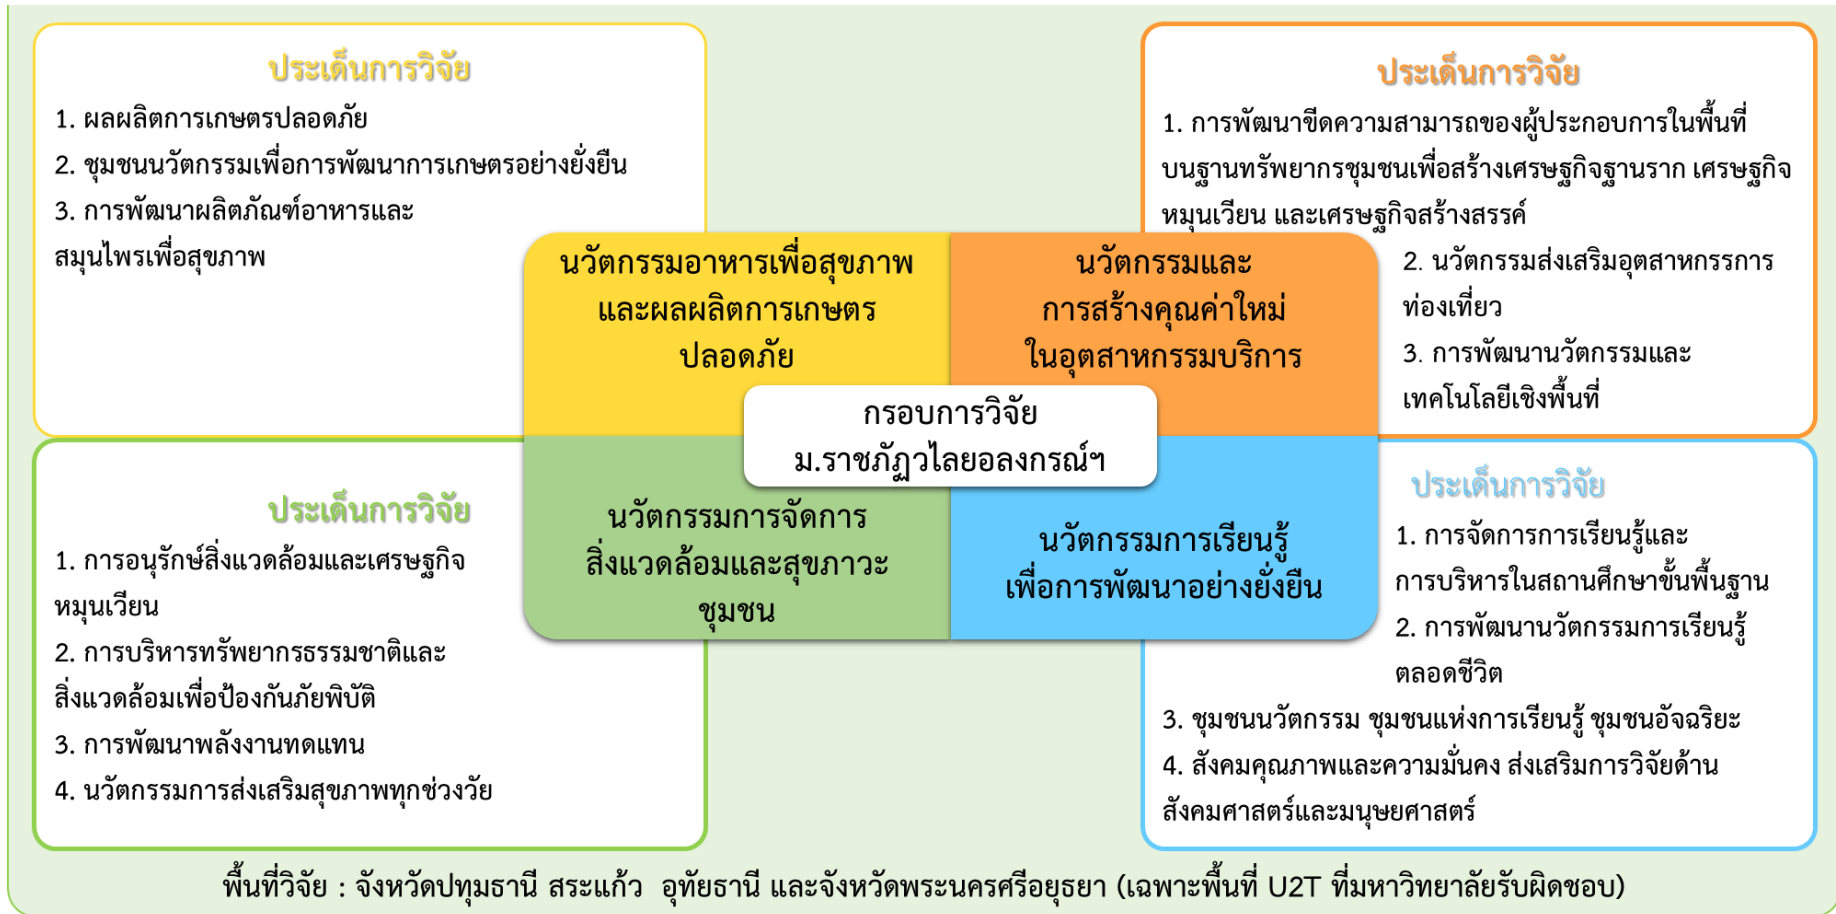 ประเด็นการวิจัย
1. ผลผลิตการเกษตรปลอดภัย
2. ชุมชนนวัตกรรมเพื่อการพัฒนาการเกษตรอย่างยั่งยืน
3. การพัฒนาผลิตภัณฑ์อาหารและ
สมุนไพรเพื่อสุขภาพ
ประเด็นการวิจัย
1. การพัฒนาขีดความสามารถของผู้ประกอบการในพื้นที่
บนฐานทรัพยากรชุมชนเพื่อสร้างเศรษฐกิจฐานราก เศรษฐกิจ
หมุนเวียน และเศรษฐกิจสร้างสรรค์
2. นวัตกรรมส่งเสริมอุตสาหกรรการ
ท่องเที่ยว
3. การพัฒนานวัตกรรมและ
เทคโนโลยีเชิงพื้นที่
นวัตกรรมอาหารเพื่อสุขภาพ
และผลผลิตการเกษตร
ปลอดภัย
นวัตกรรมและ
การสร้างคุณค่าใหม่
ในอุตสาหกรรมบริการ
กรอบการวิจัย
ม.ราชภัฏวไลยอลงกรณ์ฯ
นวัตกรรมการจัดการ
สิ่งแวดล้อมและสุขภาวะ
ชุมชน
นวัตกรรมการเรียนรู้
เพื่อการพัฒนาอย่างยั่งยืน
ประเด็นการวิจัย
1. การอนุรักษ์สิ่งแวดล้อมและเศรษฐกิจ
หมุนเวียน
2. การบริหารทรัพยากรธรรมชาติและ
สิ่งแวดล้อมเพื่อป้องกันภัยพิบัติ
3. การพัฒนาพลังงานทดแทน
4. นวัตกรรมการส่งเสริมสุขภาพทุกช่วงวัย
ประเด็นการวิจัย
1. การจัดการการเรียนรู้และ
การบริหารในสถานศึกษาขั้นพื้นฐาน
2. การพัฒนานวัตกรรมการเรียนรู้
ตลอดชีวิต
3. ชุมชนนวัตกรรม ชุมชนแห่งการเรียนรู้ ชุมชนอัจฉริยะ
4. สังคมคุณภาพและความมั่นคง ส่งเสริมการวิจัยด้าน
สังคมศาสตร์และมนุษยศาสตร์
พื้นที่วิจัย : จังหวัดปทุมธานี สระแก้ว อุทัยธานี และจังหวัดพระนครศรีอยุธยา (เฉพาะพื้นที่ U2T ที่มหาวิทยาลัยรับผิดชอบ)